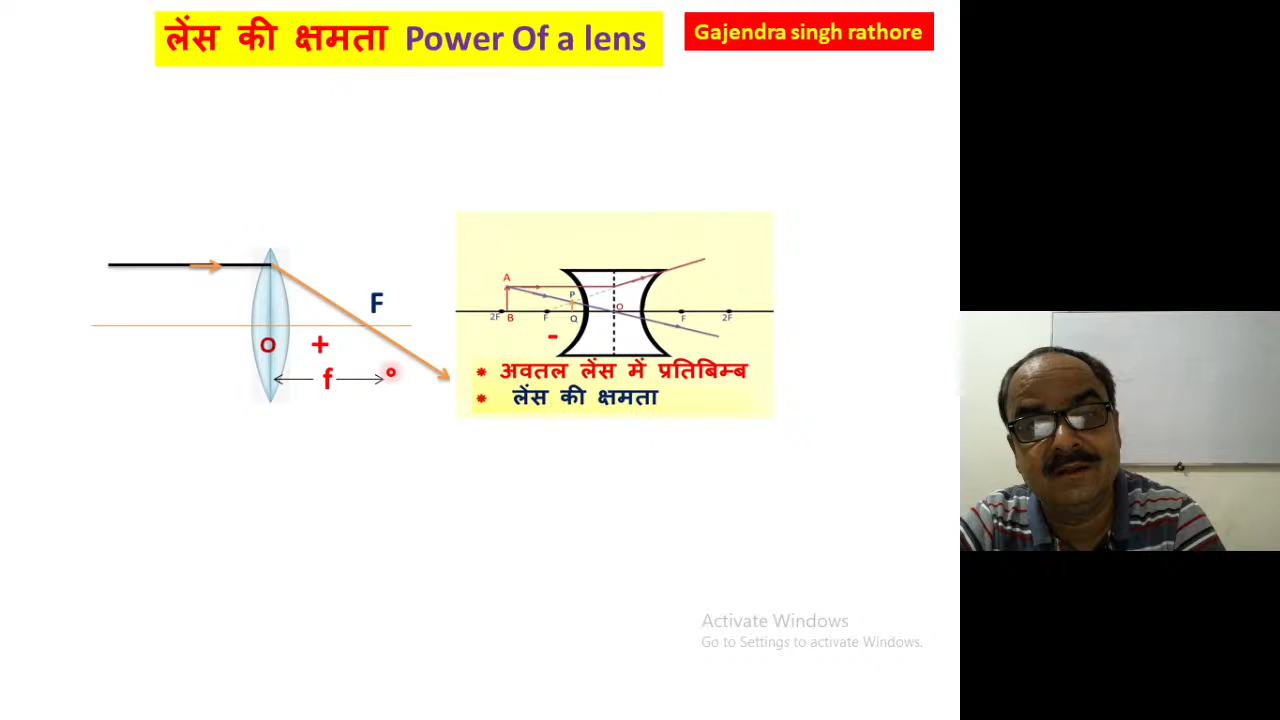 लेंस की क्षमता Power Of a lens
Gajendra singh rathore
F
O
+
f
A
P
O
2F
B
F
Q
F
2F
-
* अवतल लेंस में प्रतिबिम्ब
* लेंस की क्षमता
Activate Windows
Go to Settings to activate Windows.